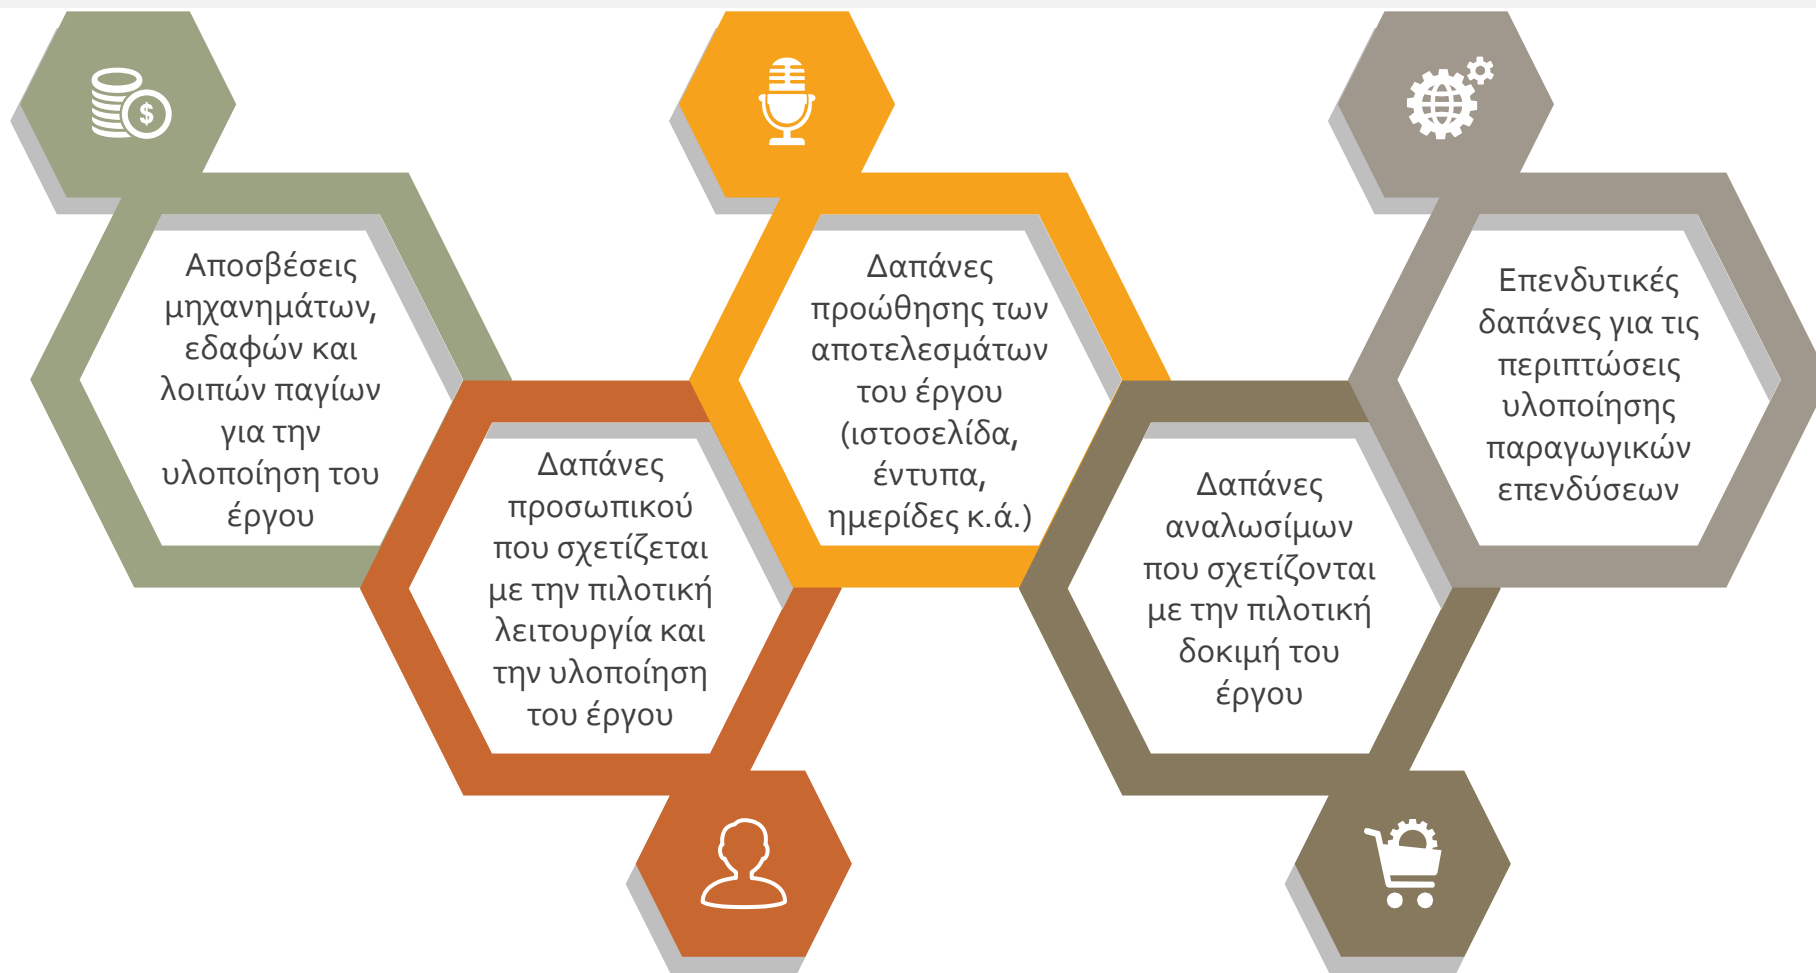 Αποσβέσεις
μηχανημάτων,
εδαφών και
λοιπών παγίων
για την
υλοποίηση του
έργου
Δαπάνες
προσωπικού
που σχετίζεται
με την πιλοτική
λειτουργία και
την υλοποίηση
του έργου
Δαπάνες
προώθησης των
αποτελεσμάτων
του έργου
(ιστοσελίδα,
έντυπα,
ημερίδες κ.ά.)
Δαπάνες
αναλωσίμων
που σχετίζονται
με την πιλοτική
δοκιμή του
έργου
Επενδυτικές
δαπάνες για τις
περιπτώσεις
υλοποίησης
παραγωγικών
επενδύσεων
$